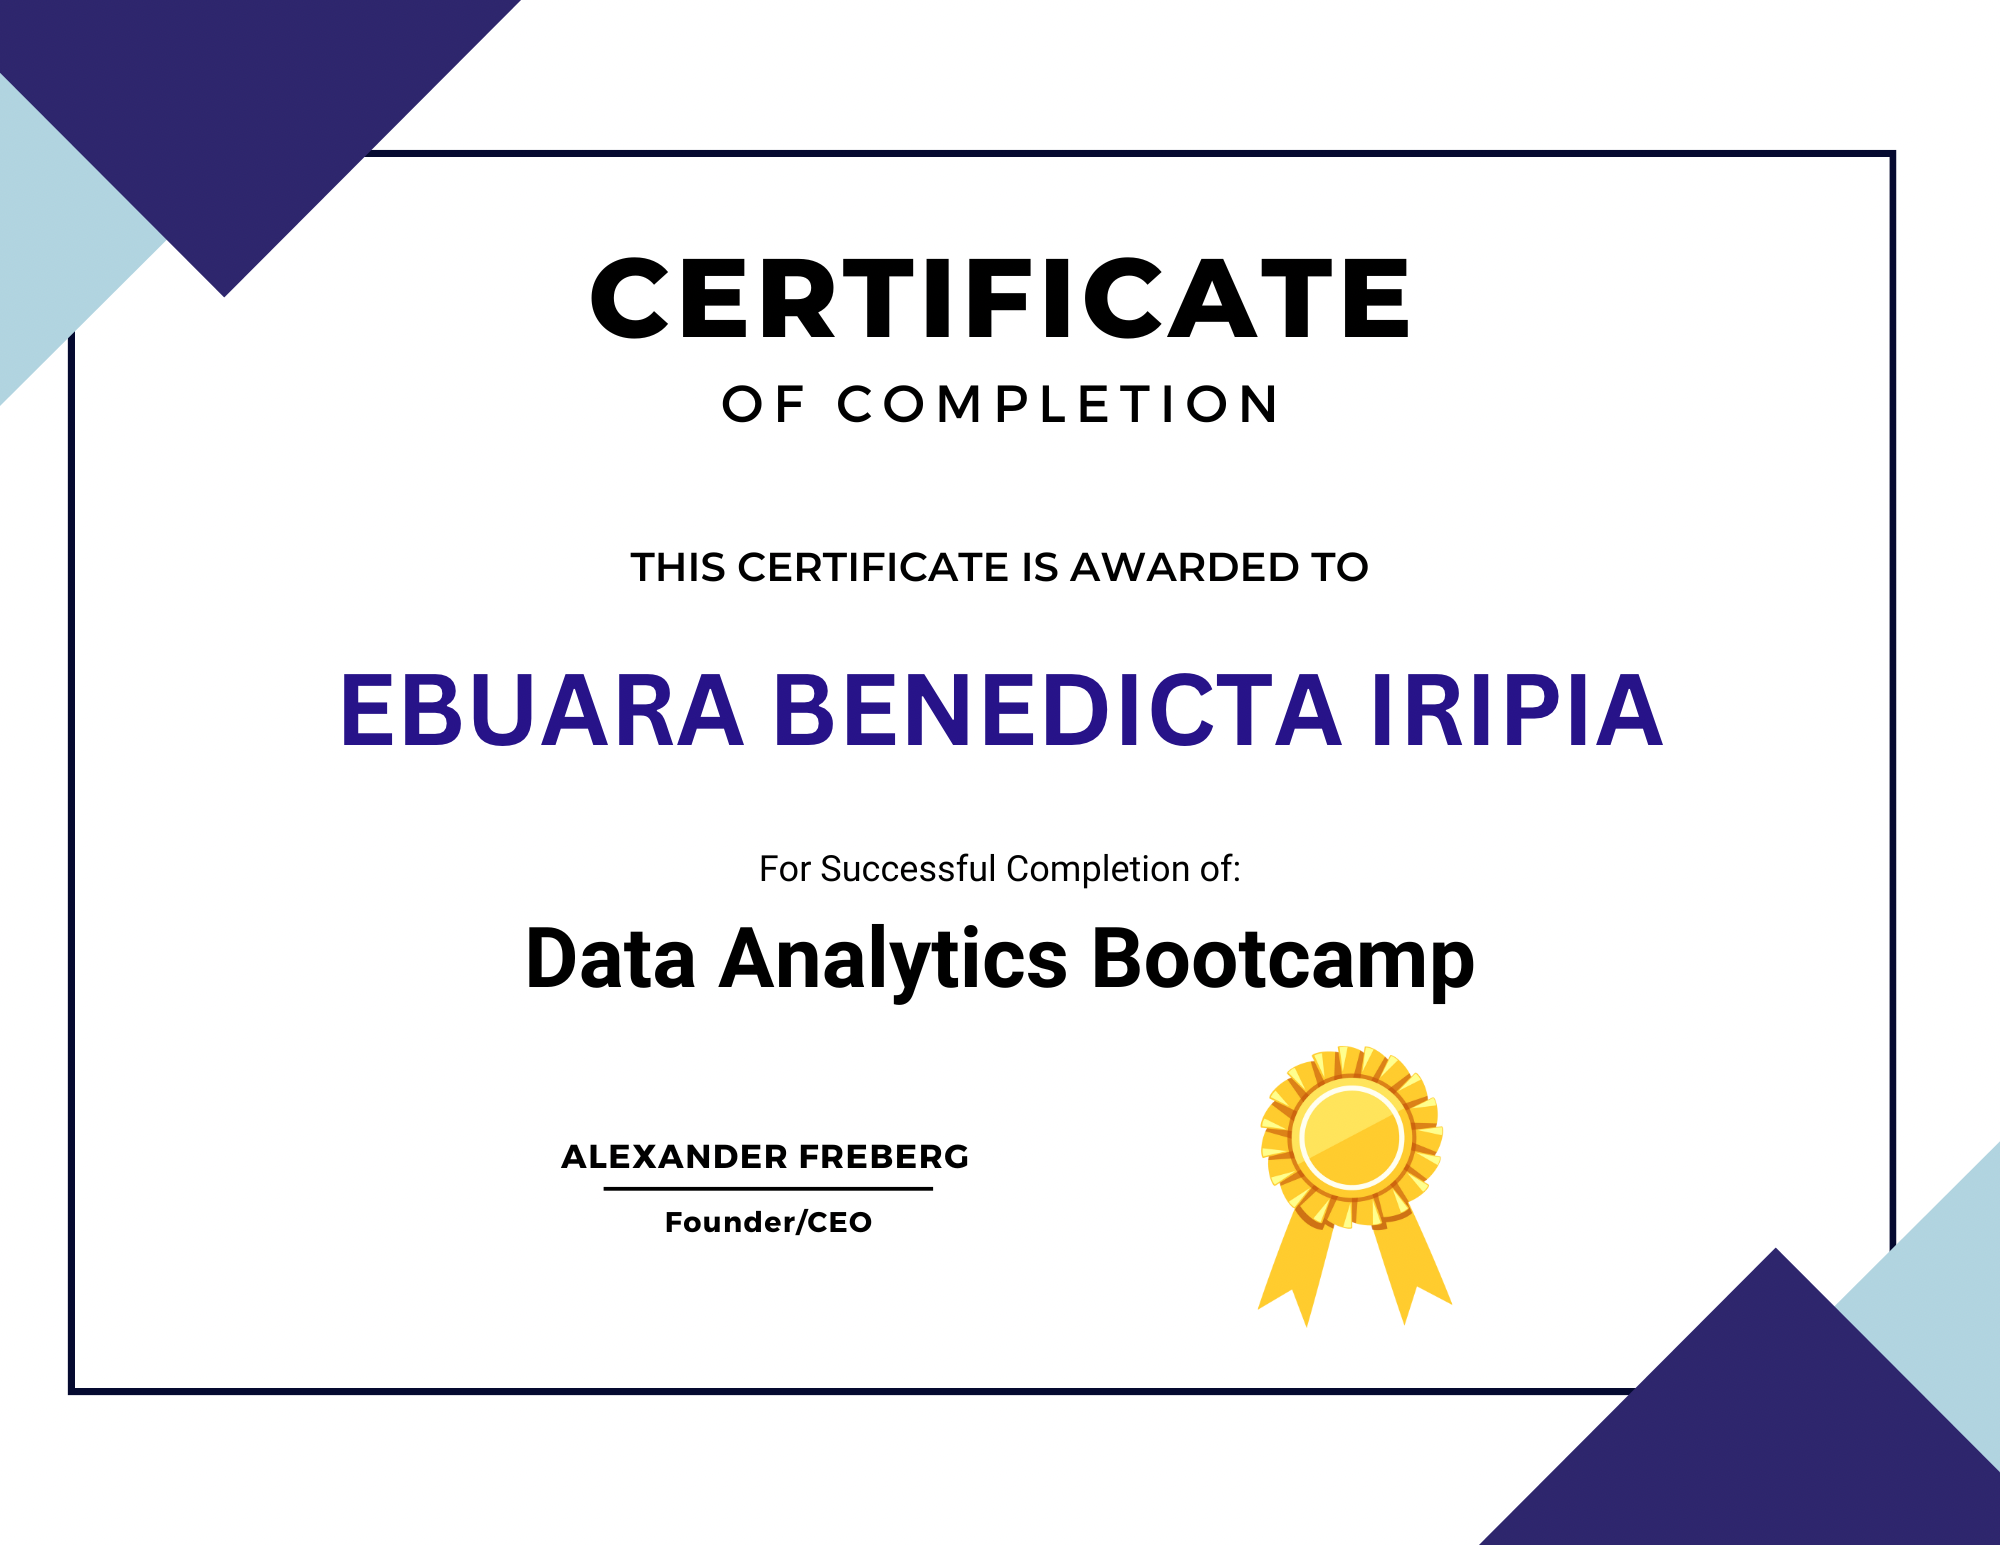 CERTIFICATE
OF COMPLETION
THIS CERTIFICATE IS AWARDED TO
EBUARA BENEDICTA IRIPIA
For Successful Completion of:
Data Analytics Bootcamp
ALEXANDER FREBERG
Founder/CEO